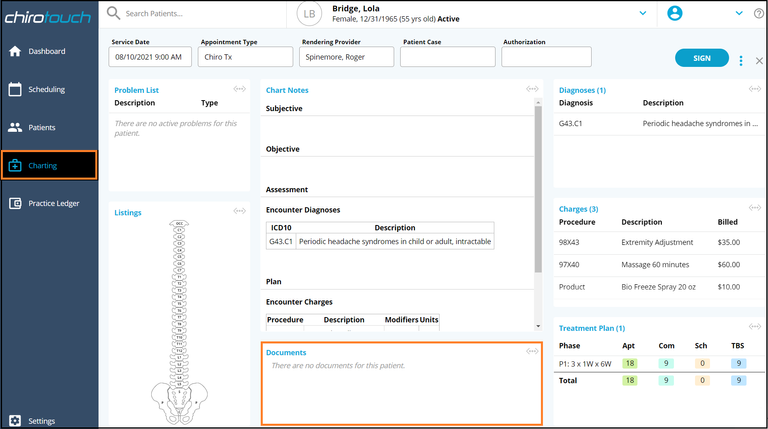 chirotouch
Search Patients...
LB
Bridge, Lola
Female, 12/31/1965 (55 yrs old) Active
Dashboard
Scheduling
Patients
Charting
Practice Ledger
Settings
Service Date
Appointment Type
Rendering Provider
Patient Case
Authorization
08/10/2021 9:00 AM
Chiro Tx
Spinemore, Roger
SIGN
Problem List
Description Type
There are no active problems for this
patient.
Listings
Chart Notes
Subjective
Objective
Assessment
Encounter Diagnoses
ICD10 Description
G43.C1 Periodic headache syndromes in child or adult, intractable
Plan
Encounter Charges
Procedure Description Modifiers Units
Documents
There are no documents for this patient.
Diagnoses (1)
Diagnosis Description
G43.C1 Periodic headache syndromes in ...
Charges (3)
Procedure Description Billed
98X43 Extremity Adjustment $35.00
97X40 Massage 60 minutes $60.00
Product Bio Freeze Spray 20 oz $10.00
Treatment Plan (1)
Phase Apt Com Sch TBS
P1: 3 x 1W x 6W 18 9 0 9
Total 18 9 0 9